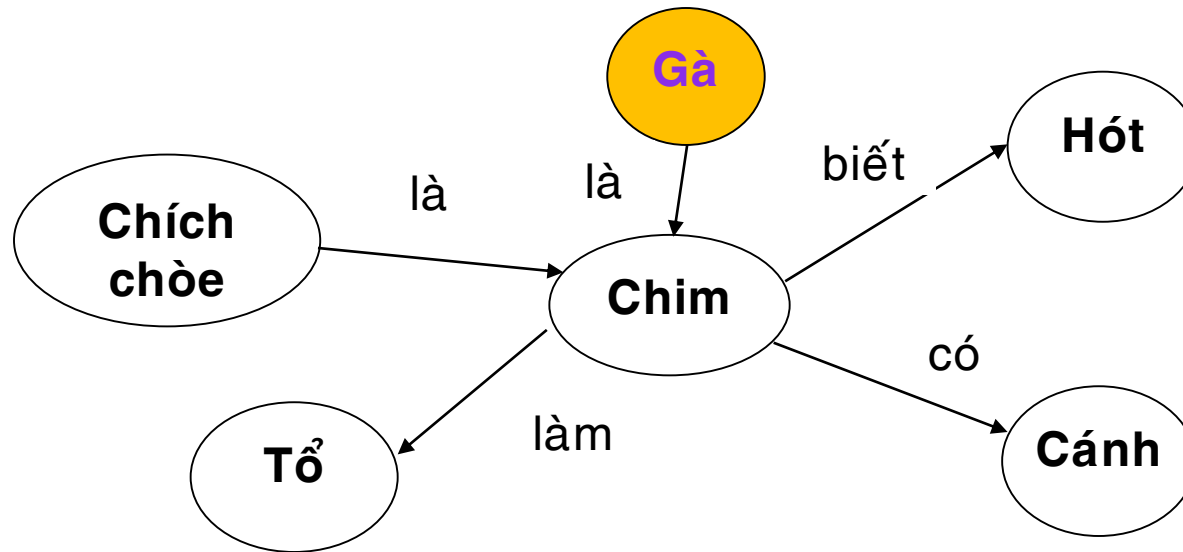 Gà
Hót
biết
là
là
Chích
chòe
Chim
có
làm
Tổ
Cánh